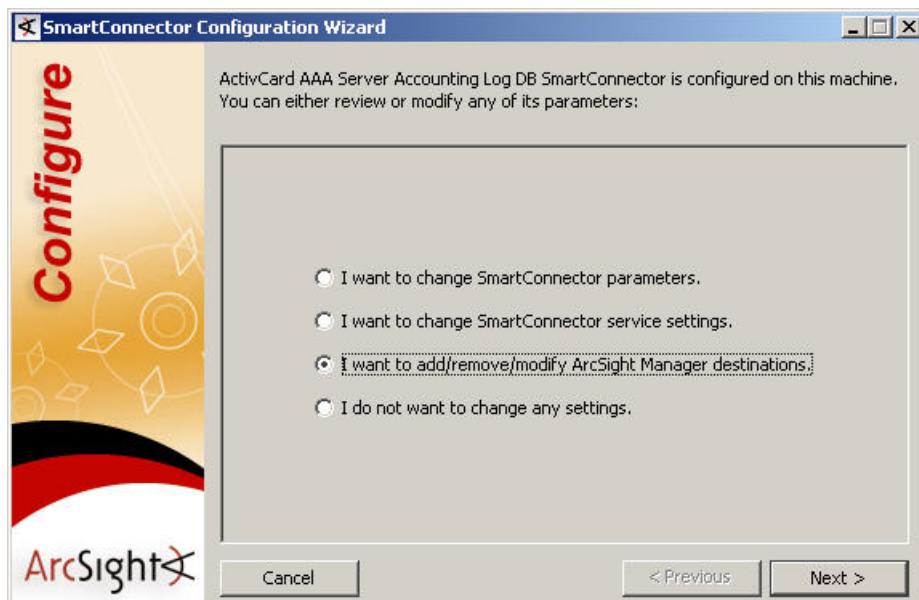 SmartConnector Configuration Wizard
Configure
ActivCard AAA Server Accounting Log DB SmartConnector is configured on this machine.
You can either review or modify any of its parameters:
I want to change SmartConnector parameters.
I want to change SmartConnector service settings.
I want to add/remove/modify ArcSight Manager destinations.
I do not want to change any settings.
ArcSight
Cancel
< Previous
Next >